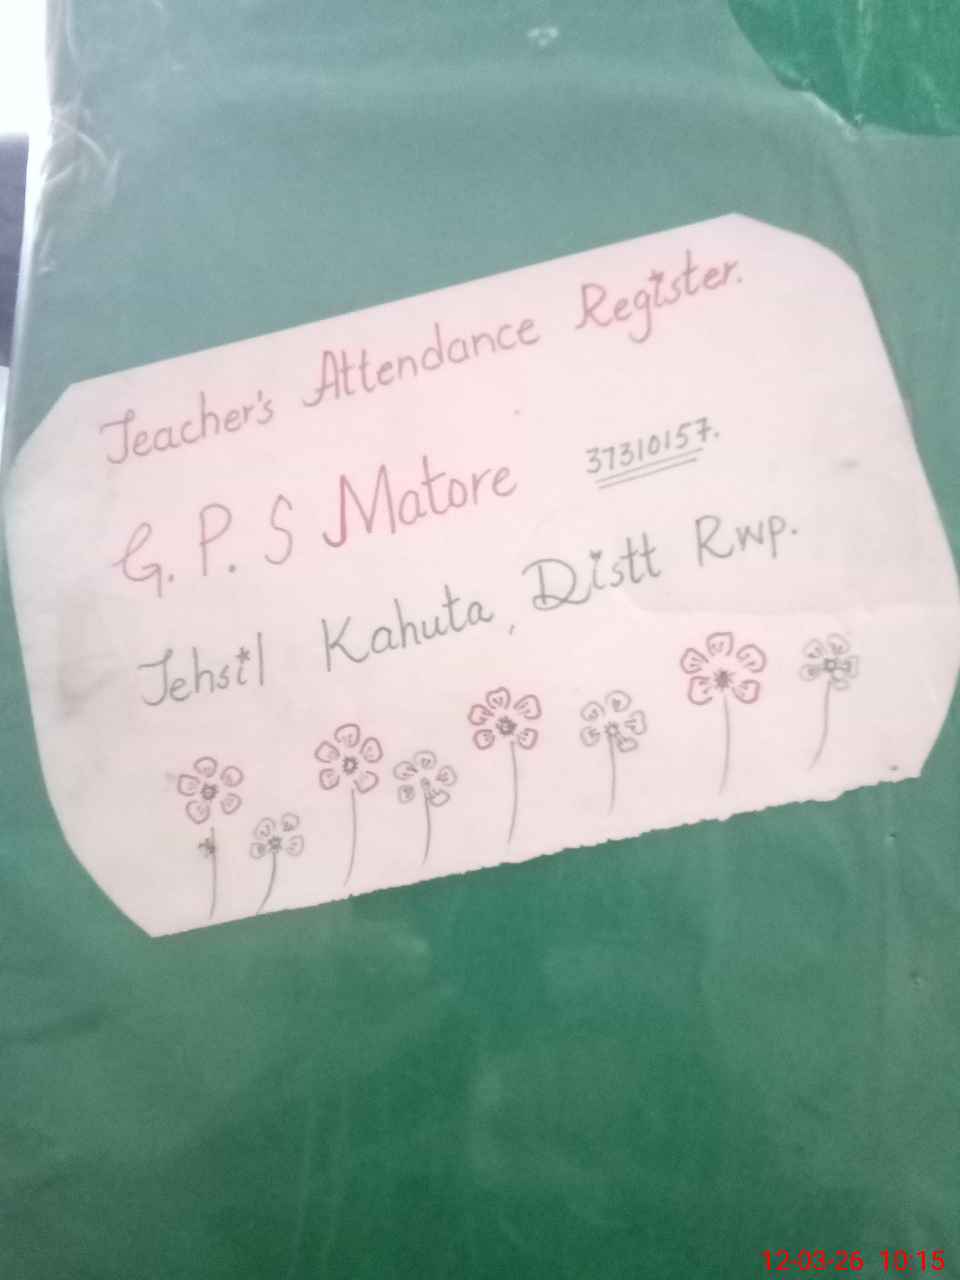 Teacher's Attendance Register.
G. P. S Matore 37310157.
Tehsil Kahuta, Distt Rwp.
12-03-26 10:15